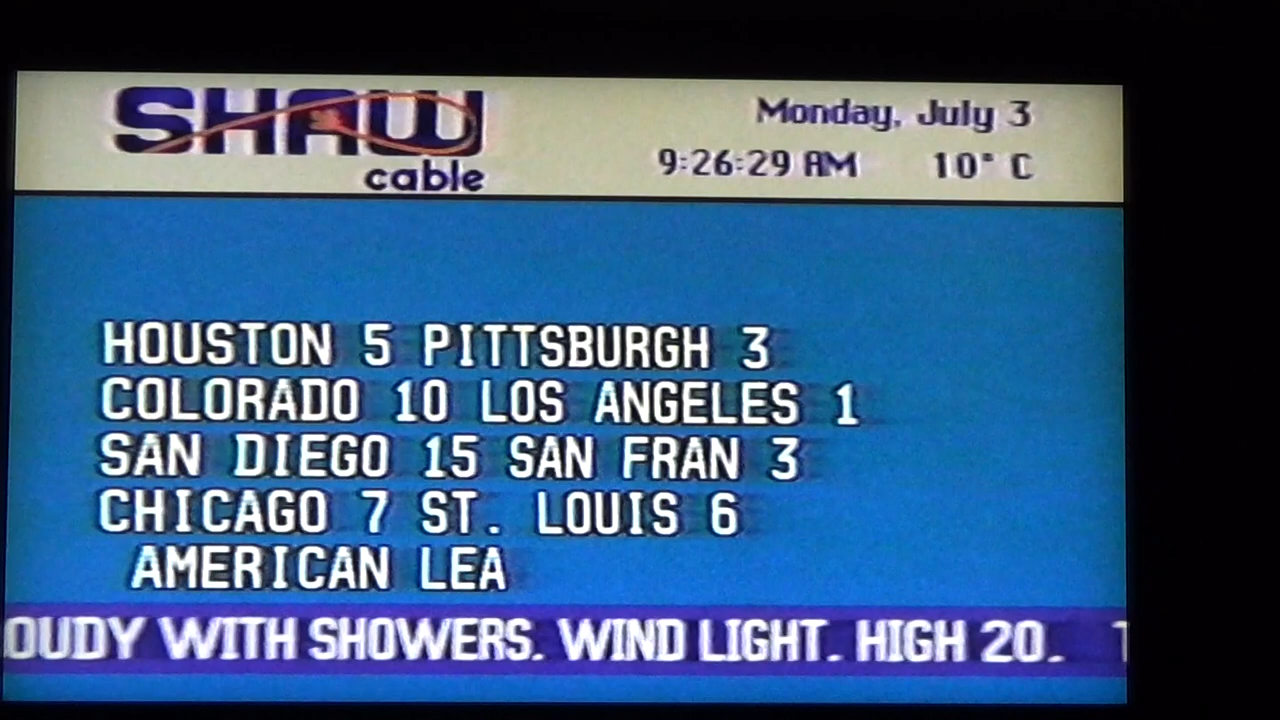 SHAW
cable
Monday, July 3
9:26:29 AM 10° C
HOUSTON 5 PITTSBURGH 3
COLORADO 10 LOS ANGELES 1
SAN DIEGO 15 SAN FRAN 3
CHICAGO 7 ST. LOUIS 6
AMERICAN LEA
OUDY WITH SHOWERS. WIND LIGHT. HIGH 20. T